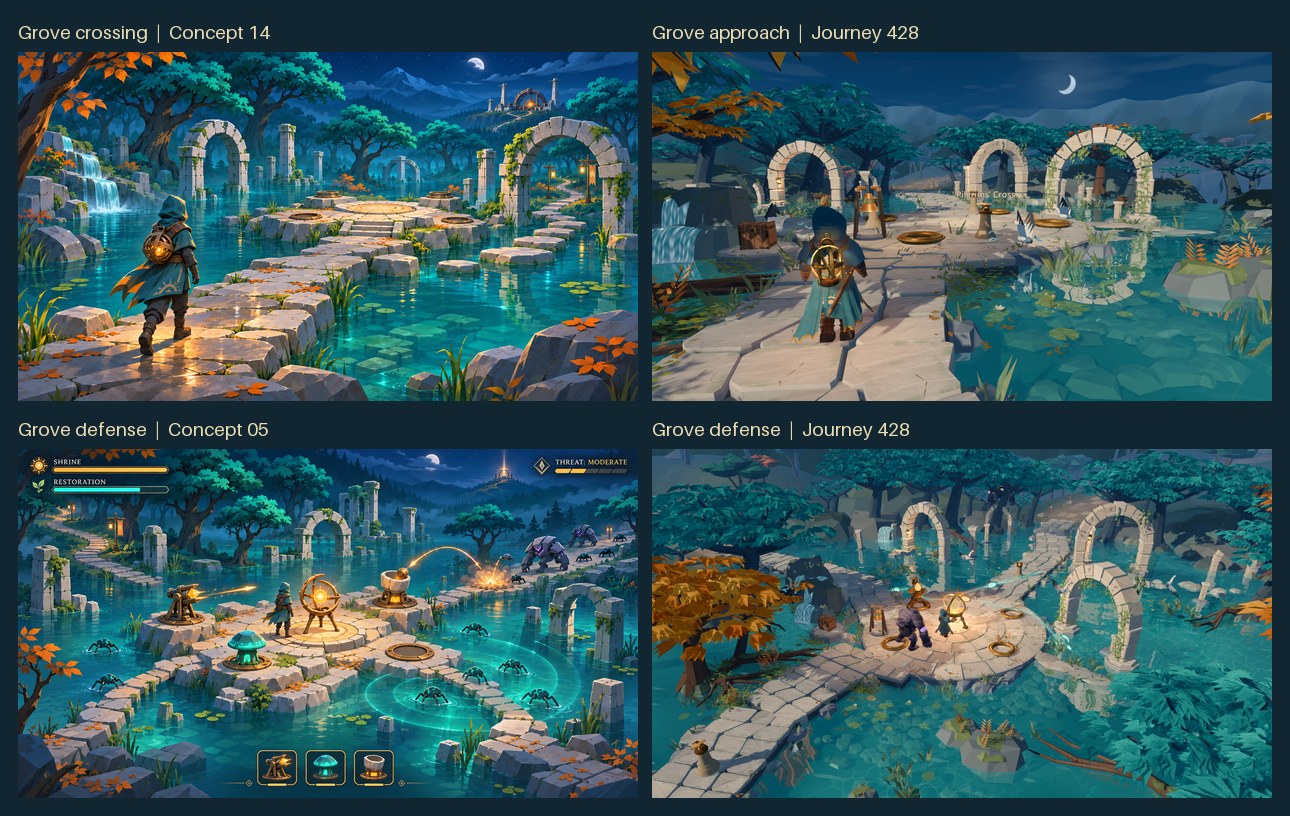 Grove crossing | Concept 14
Grove approach | Journey 428
Grove defense | Concept 05
Grove defense | Journey 428
SHRINE
RESTORATION
THREAT: MODERATE